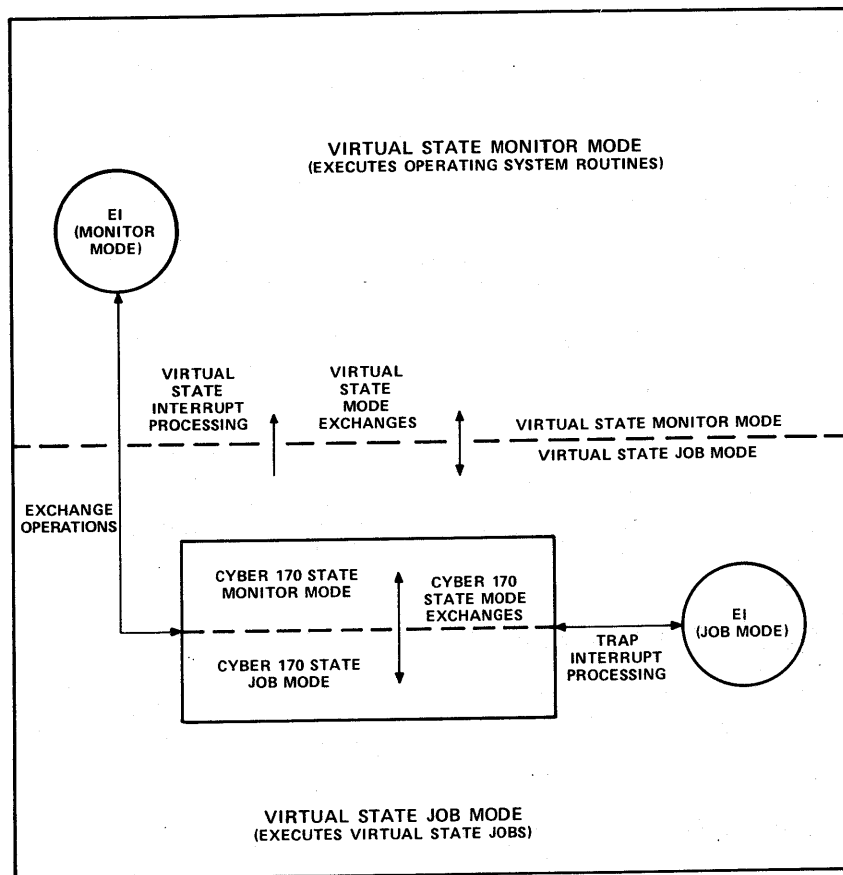 VIRTUAL STATE MONITOR MODE
(EXECUTES OPERATING SYSTEM ROUTINES)
EI
(MONITOR
MODE)
VIRTUAL
STATE
INTERRUPT
PROCESSING
VIRTUAL
STATE
MODE
EXCHANGES
VIRTUAL STATE MONITOR MODE
VIRTUAL STATE JOB MODE
EXCHANGE
OPERATIONS
CYBER 170 STATE
MONITOR MODE
CYBER 170
STATE MODE
EXCHANGES
CYBER 170 STATE
JOB MODE
TRAP
INTERRUPT
PROCESSING
EI
(JOB MODE)
VIRTUAL STATE JOB MODE
(EXECUTES VIRTUAL STATE JOBS)